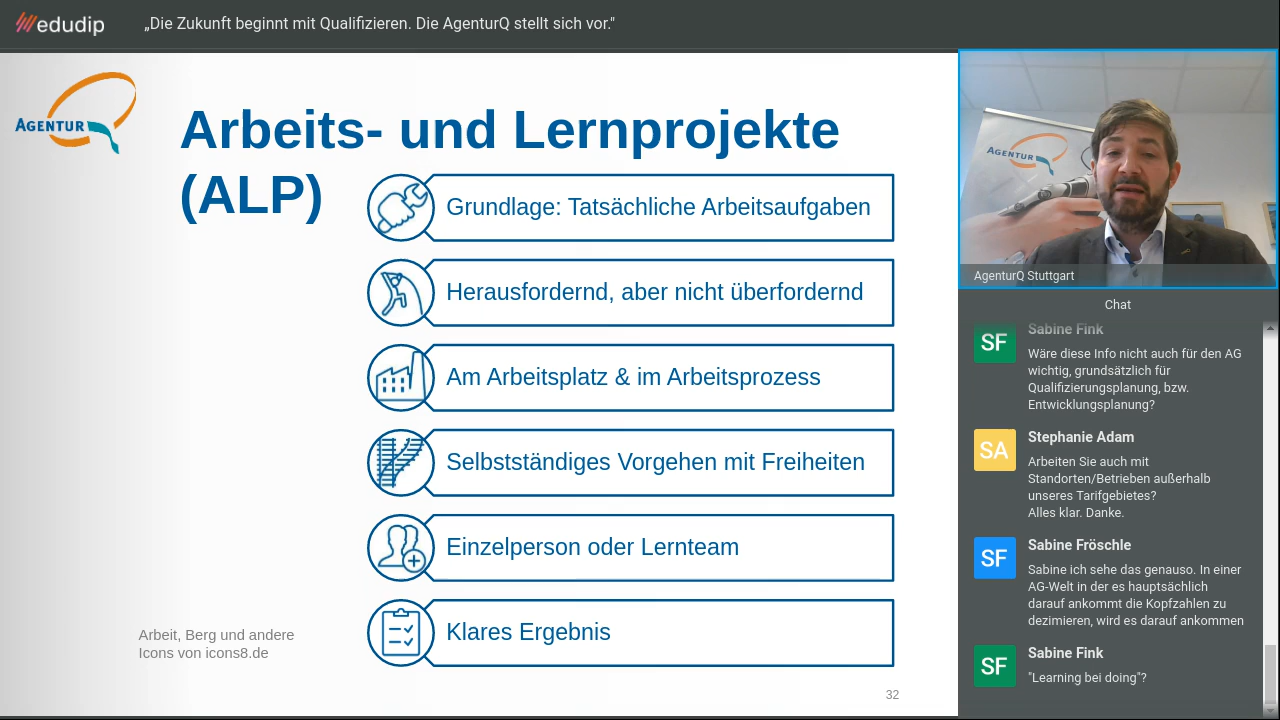 edudip
„Die Zukunft beginnt mit Qualifizieren. Die AgenturQ stellt sich vor."
AGENTUR
Arbeits- und Lernprojekte
(ALP)
Grundlage: Tatsächliche Arbeitsaufgaben
Herausfordernd, aber nicht überfordernd
Am Arbeitsplatz & im Arbeitsprozess
Selbstständiges Vorgehen mit Freiheiten
Einzelperson oder Lernteam
Klares Ergebnis
Arbeit, Berg und andere
Icons von icons8.de
32
AGENTUR
AgenturQ Stuttgart
Chat
SF
Sabine Fink
Wäre diese Info nicht auch für den AG
wichtig, grundsätzlich für
Qualifizierungsplanung, bzw.
Entwicklungsplanung?
SA
Stephanie Adam
Arbeiten Sie auch mit
Standorten/Betrieben außerhalb
unseres Tarifgebietes?
Alles klar. Danke.
SF
Sabine Fröschle
Sabine ich sehe das genauso. In einer
AG-Welt in der es hauptsächlich
darauf ankommt die Kopfzahlen zu
dezimieren, wird es darauf ankommen
SF
Sabine Fink
"Learning bei doing"?